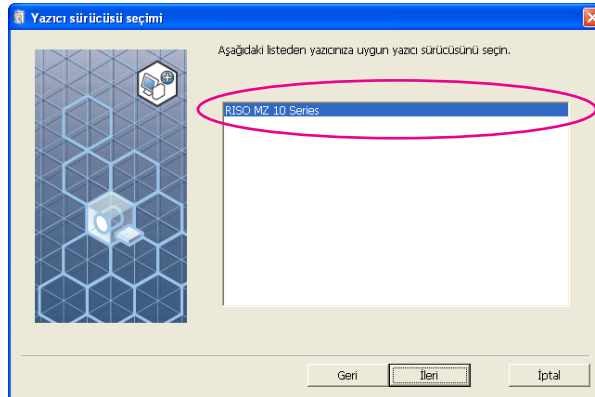 Yazıcı sürücüsü seçimi
Aşağıdaki listeden yazıcınıza uygun yazıcı sürücüsünü seçin.
RISO MZ 10 Series
Geri
İleri
İptal